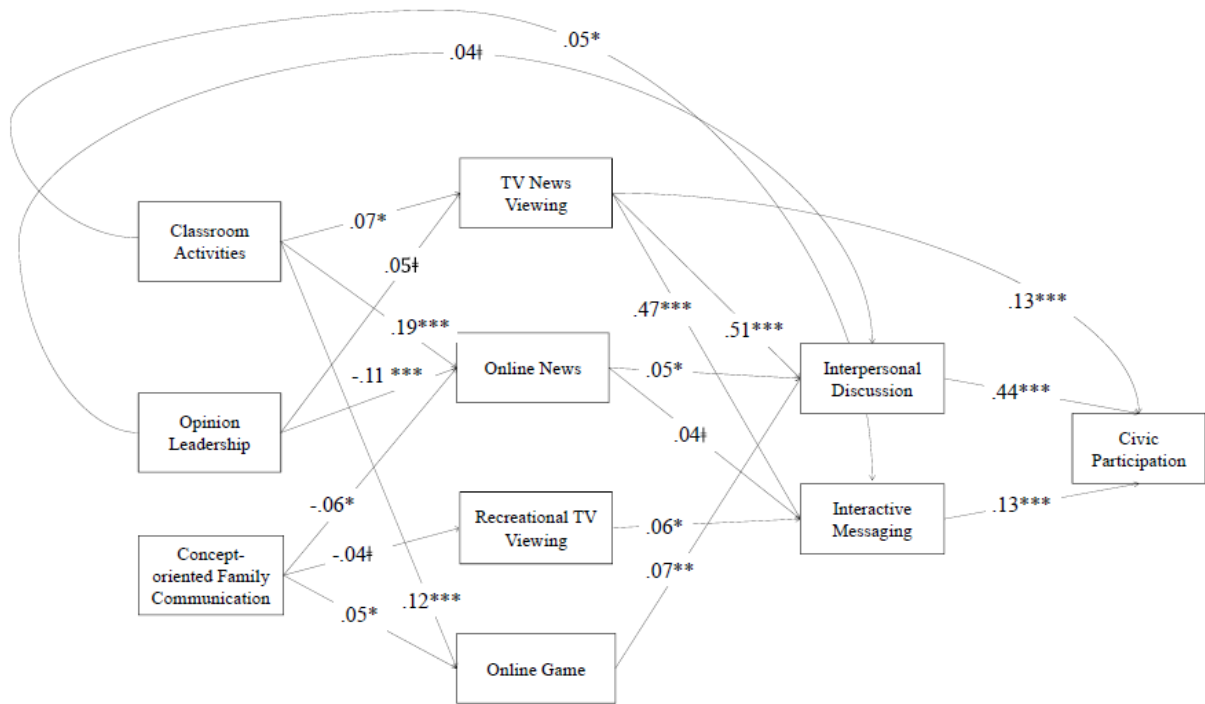 .05*
.04ǂ
TV News
Viewing
Classroom
Activities
.07*
.05ǂ
.47***
.13***
.19***
.51***
Online News
Interpersonal
Discussion
-.11 ***
.05*
.44***
Opinion
Leadership
.04ǂ
Civic
Participation
-.06*
Recreational TV
Viewing
Interactive
Messaging
.13***
.06*
-.04ǂ
Concept-
oriented Family
Communication
.07**
.12***
.05*
Online Game